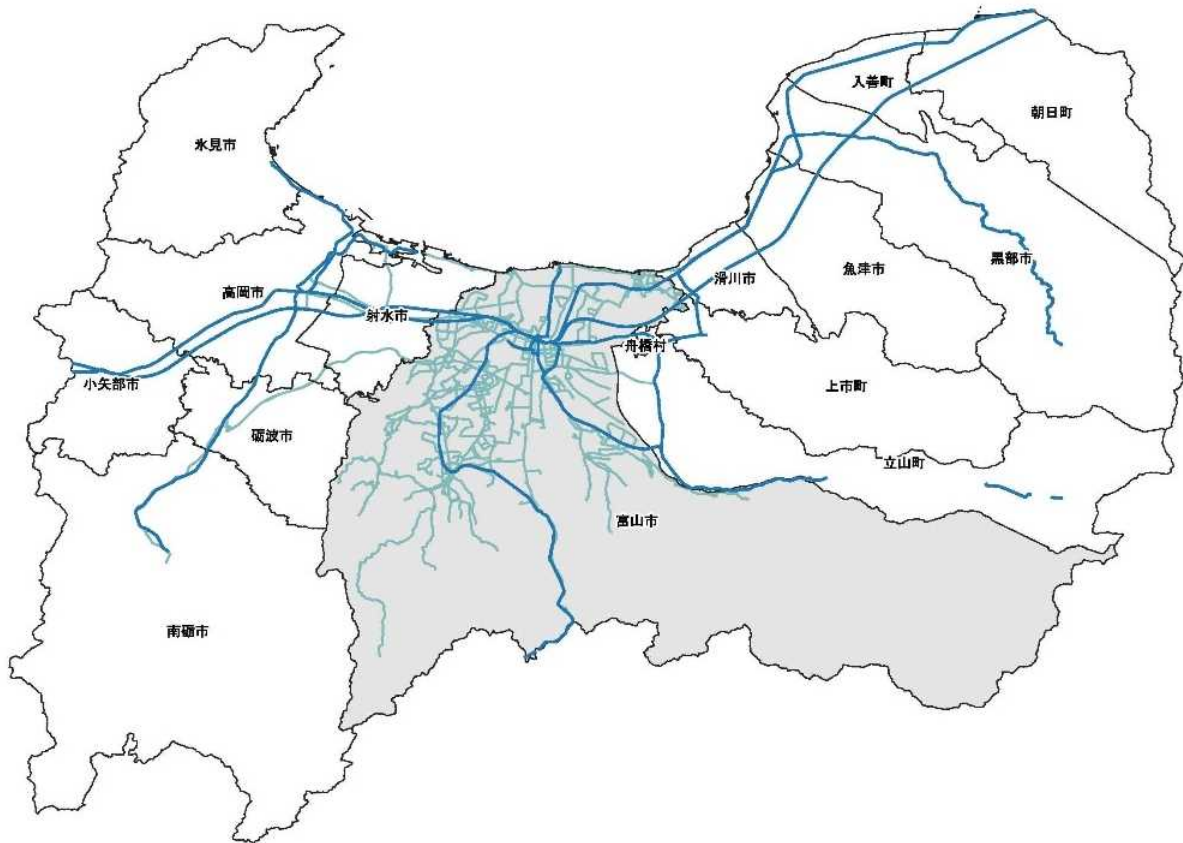 入善町
朝日町
氷見市
黒部市
魚津市
滑川市
高岡市
射水市
舟橋村
小矢部市
上市町
砺波市
立山町
富山市
南砺市